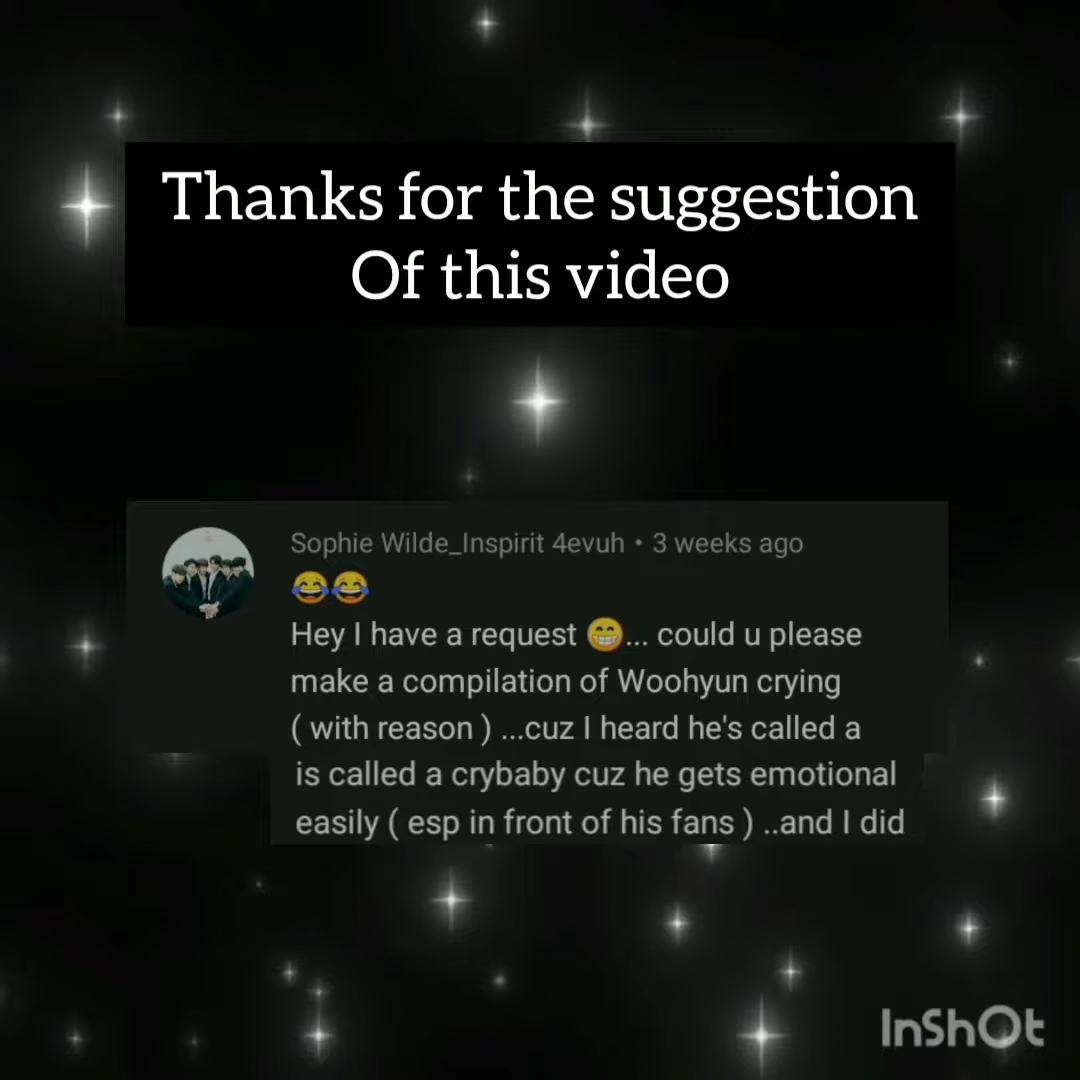 Thanks for the suggestion
Of this video
Sophie Wilde_Inspirit 4evuh • 3 weeks ago
😂😂
Hey I have a request 😁... could u please
make a compilation of Woohyun crying
( with reason ) ...cuz I heard he's called a
is called a crybaby cuz he gets emotional
easily ( esp in front of his fans ) ..and I did
InShOt